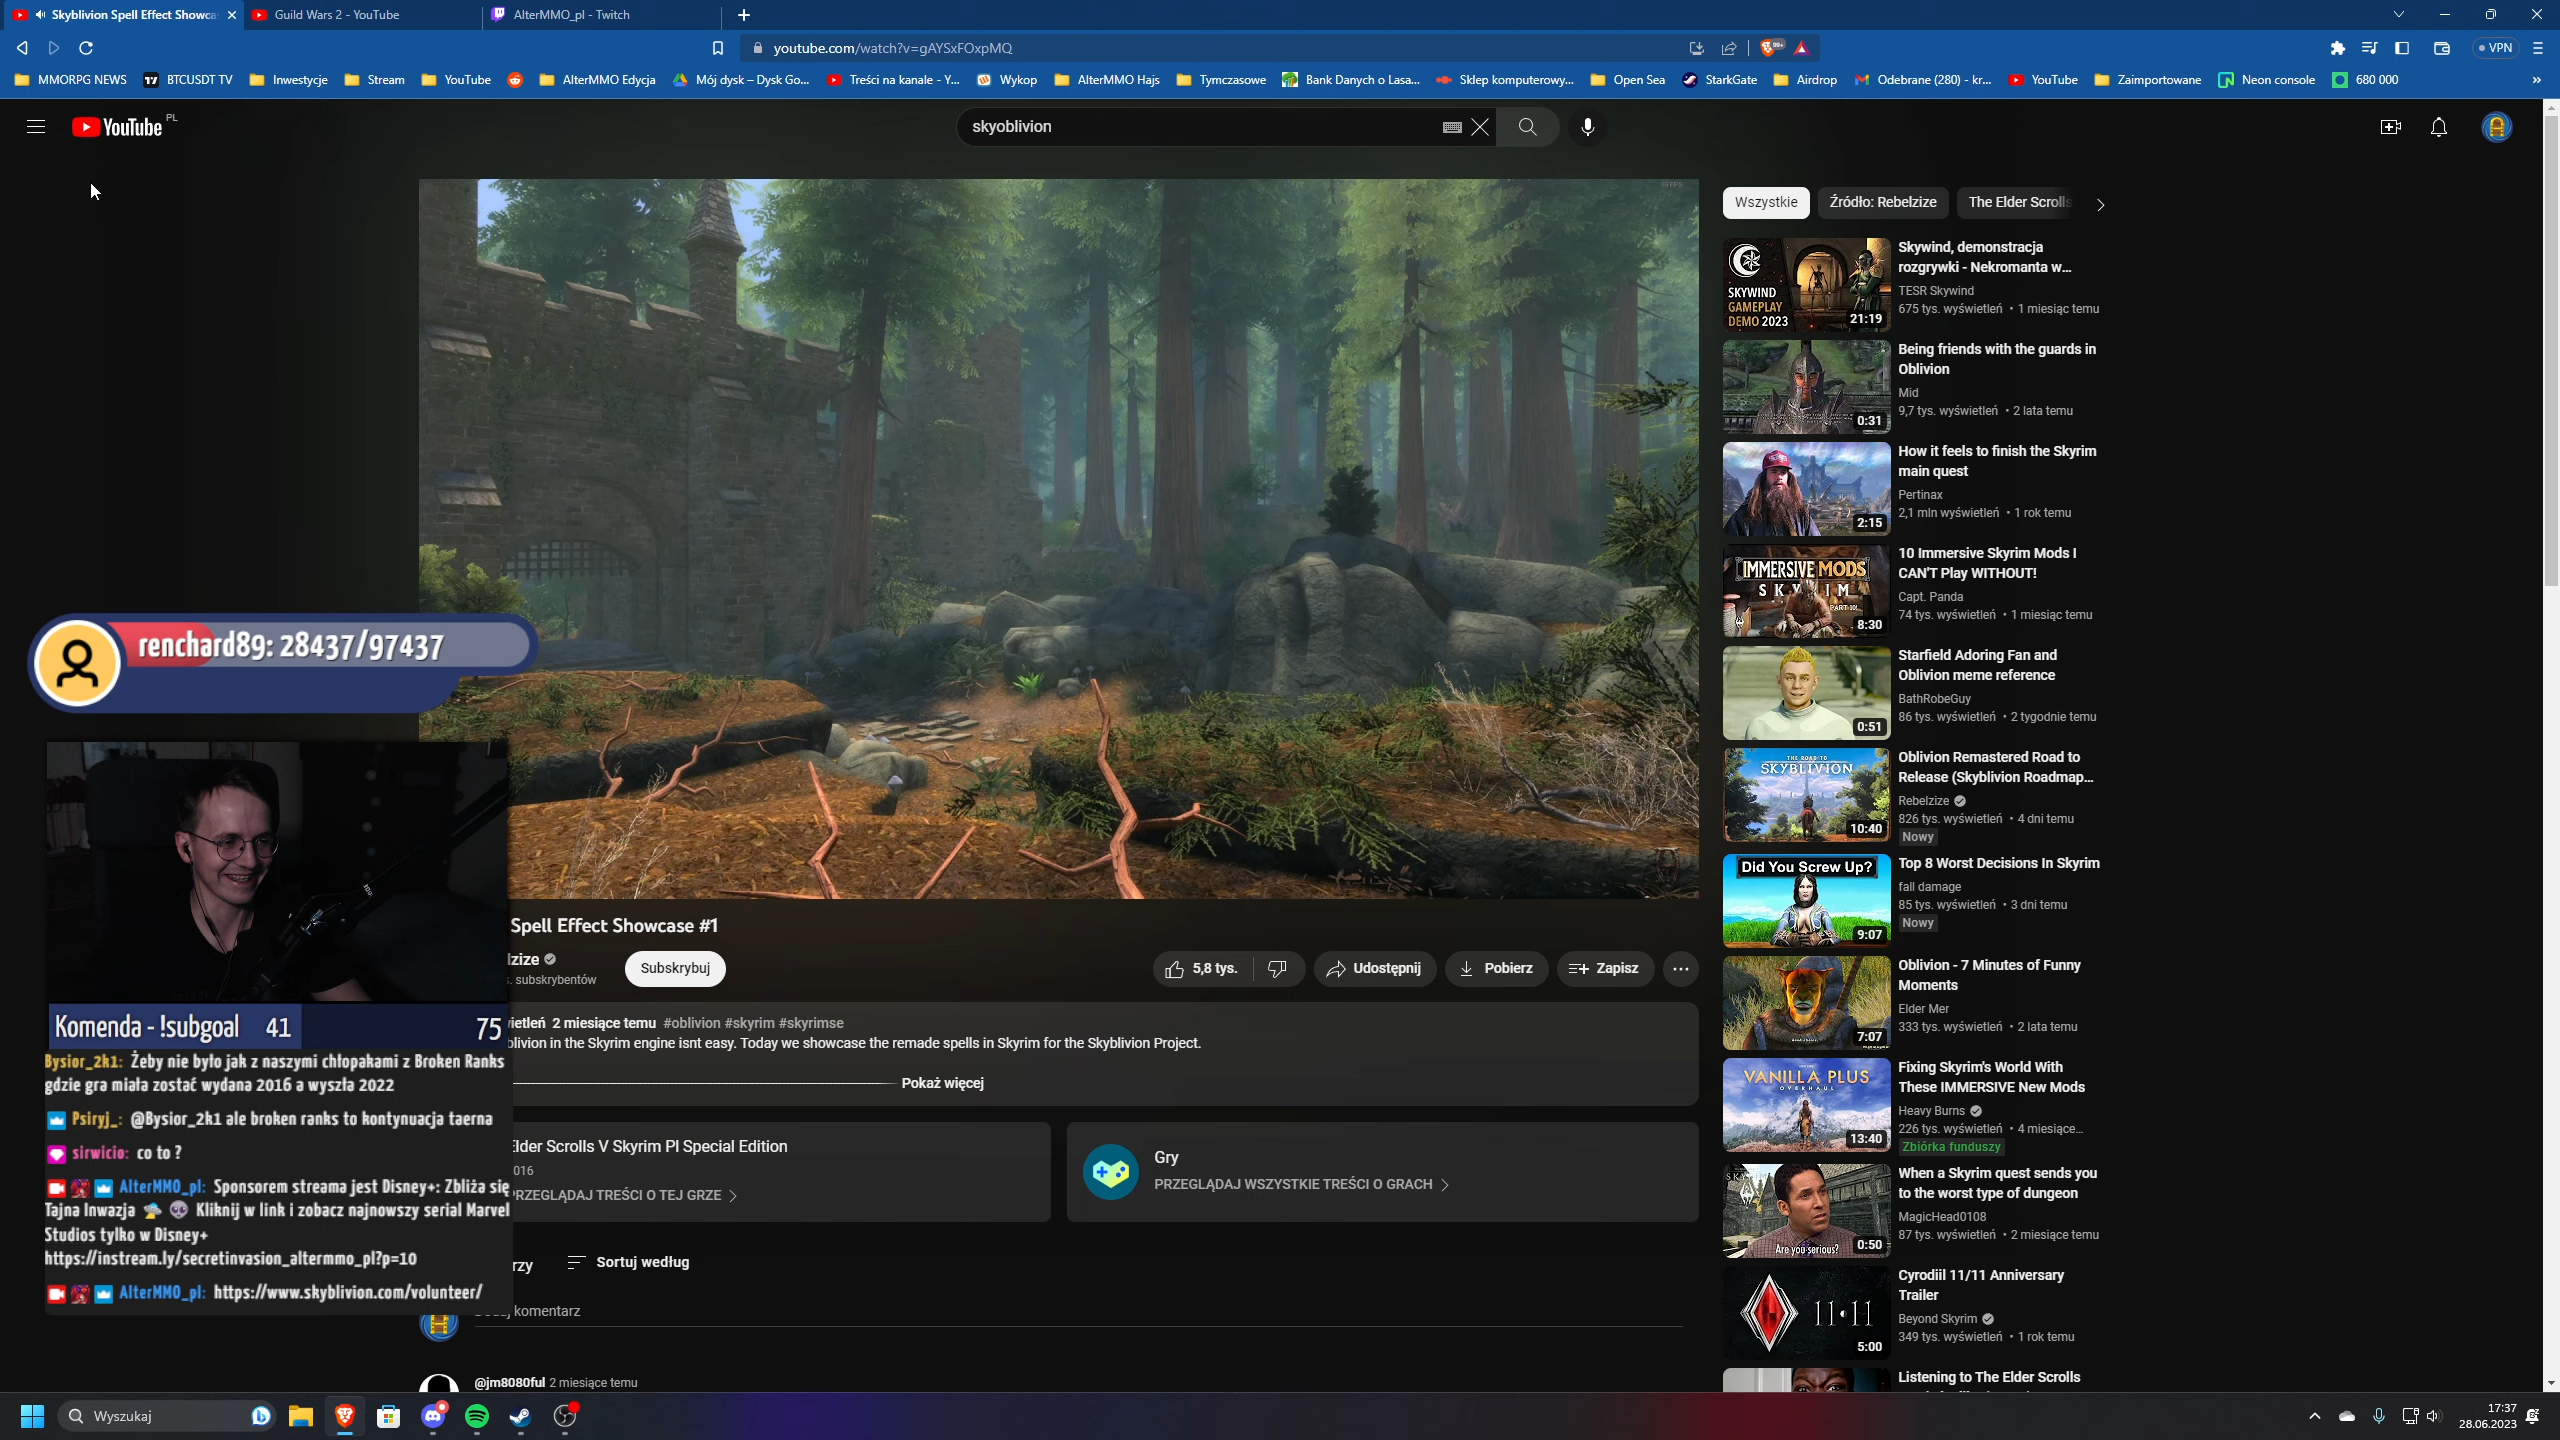 Skyblivion Spell Effect Showca
Guild Wars 2 - YouTube
AlterMMO_pl - Twitch
youtube.com/watch?v=gAYSxFOxpMQ
99+
VPN
MMORPG NEWS
BTCUSDT TV
Inwestycje
Stream
YouTube
AlterMMO Edycja
Mój dysk – Dysk Go...
Treści na kanale - Y...
Wykop
AlterMMO Hajs
Tymczasowe
Bank Danych o Lasa...
Sklep komputerowy...
Open Sea
StarkGate
Airdrop
Odebrane (280) - kr...
YouTube
Zaimportowane
Neon console
680 000
YouTube PL
skyoblivion
Wszystkie
Źródło: Rebelzize
The Elder Scrolls
SKYWIND
GAMEPLAY
DEMO 2023
21:19
Skywind, demonstracja
rozgrywki - Nekromanta w...
TESR Skywind
675 tys. wyświetleń • 1 miesiąc temu
0:31
Being friends with the guards in
Oblivion
Mid
9,7 tys. wyświetleń • 2 lata temu
2:15
How it feels to finish the Skyrim
main quest
Pertinax
2,1 mln wyświetleń • 1 rok temu
IMMERSIVE MODS
SKYRIM
PART 10!
8:30
10 Immersive Skyrim Mods I
CAN'T Play WITHOUT!
Capt. Panda
74 tys. wyświetleń • 1 miesiąc temu
0:51
Starfield Adoring Fan and
Oblivion meme reference
BathRobeGuy
86 tys. wyświetleń • 2 tygodnie temu
THE ROAD TO
SKYBLIVION
10:40
Oblivion Remastered Road to
Release (Skyblivion Roadmap...
Rebelzize
826 tys. wyświetleń • 4 dni temu
Nowy
Did You Screw Up?
9:07
Top 8 Worst Decisions In Skyrim
fall damage
85 tys. wyświetleń • 3 dni temu
Nowy
7:07
Oblivion - 7 Minutes of Funny
Moments
Elder Mer
333 tys. wyświetleń • 2 lata temu
VANILLA PLUS
OVERHAUL
13:40
Fixing Skyrim's World With
These IMMERSIVE New Mods
Heavy Burns
226 tys. wyświetleń • 4 miesiące...
Zbiórka funduszy
SKYRIM
Are you serious?
0:50
When a Skyrim quest sends you
to the worst type of dungeon
MagicHead0108
87 tys. wyświetleń • 2 miesiące temu
11•11
5:00
Cyrodiil 11/11 Anniversary
Trailer
Beyond Skyrim
349 tys. wyświetleń • 1 rok temu
Listening to The Elder Scrolls
renchard89: 28437/97437
Spell Effect Showcase #1
lzize
s. subskrybentów
Subskrybuj
5,8 tys.
Udostępnij
Pobierz
Zapisz
Komenda - !subgoal 41 75
ietleń 2 miesiące temu #oblivion #skyrim #skyrimse
blivion in the Skyrim engine isnt easy. Today we showcase the remade spells in Skyrim for the Skyblivion Project.
Pokaż więcej
Bysior_2k1: Żeby nie było jak z naszymi chłopakami z Broken Ranks
gdzie gra miała zostać wydana 2016 a wyszła 2022
Psiryj_: @Bysior_2k1 ale broken ranks to kontynuacja taerna
sirwicio: co to ?
AlterMMO_pl: Sponsorem streama jest Disney+: Zbliża się
Tajna Inwazja 🛸 👽 Kliknij w link i zobacz najnowszy serial Marvel
Studios tylko w Disney+
https://instream.ly/secretinvasion_altermmo_pl?p=10
AlterMMO_pl: https://www.skyblivion.com/volunteer/
Elder Scrolls V Skyrim Pl Special Edition
016
PRZEGLĄDAJ TREŚCI O TEJ GRZE
Gry
PRZEGLĄDAJ WSZYSTKIE TREŚCI O GRACH
rzy
Sortuj według
komentarz
@jm8080ful 2 miesiące temu
Wyszukaj
17:37
28.06.2023